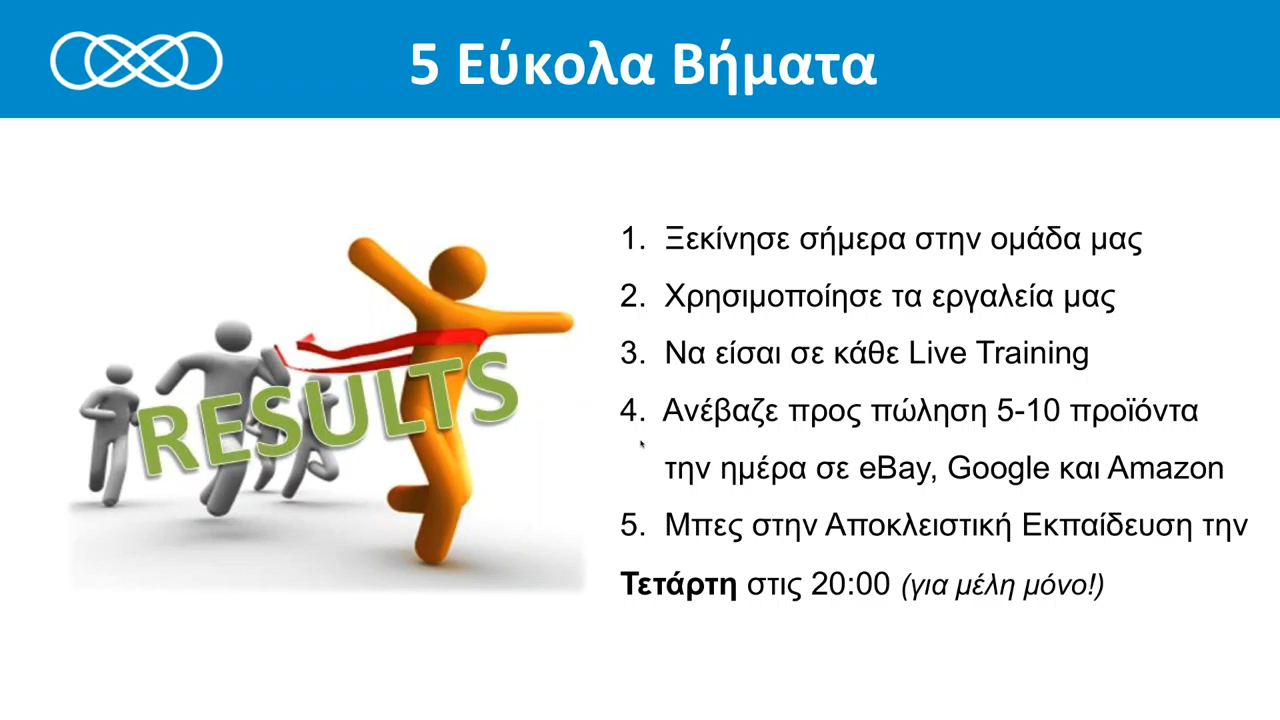 5 Εύκολα Βήματα
RESULTS
1. Ξεκίνησε σήμερα στην ομάδα μας
2. Χρησιμοποίησε τα εργαλεία μας
3. Να είσαι σε κάθε Live Training
4. Ανέβαζε προς πώληση 5-10 προϊόντα
την ημέρα σε eBay, Google και Amazon
5. Μπες στην Αποκλειστική Εκπαίδευση την
Τετάρτη στις 20:00 (για μέλη μόνο!)